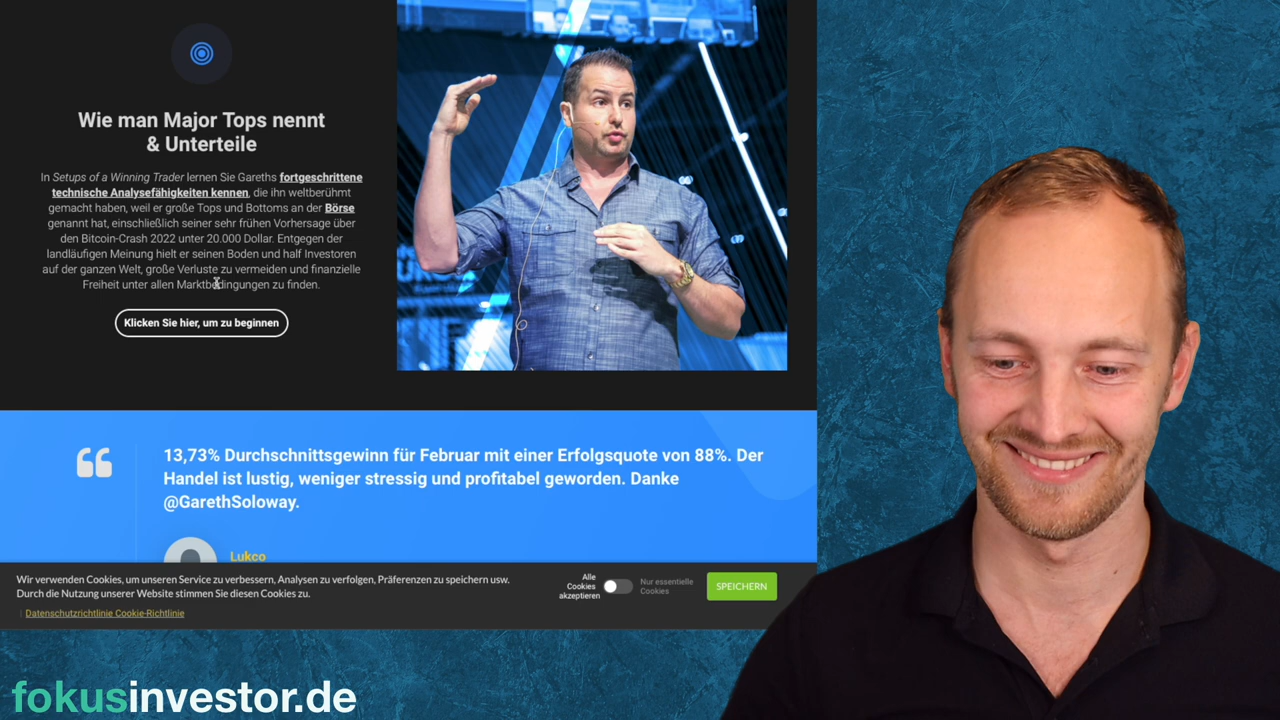 Wie man Major Tops nennt
& Unterteile
In Setups of a Winning Trader lernen Sie Gareths fortgeschrittene
technische Analysefähigkeiten kennen, die ihn weltberühmt
gemacht haben, weil er große Tops und Bottoms an der Börse
genannt hat, einschließlich seiner sehr frühen Vorhersage über
den Bitcoin-Crash 2022 unter 20.000 Dollar. Entgegen der
landläufigen Meinung hielt er seinen Boden und half Investoren
auf der ganzen Welt, große Verluste zu vermeiden und finanzielle
Freiheit unter allen Marktbedingungen zu finden.
Klicken Sie hier, um zu beginnen
13,73% Durchschnittsgewinn für Februar mit einer Erfolgsquote von 88%. Der
Handel ist lustig, weniger stressig und profitabel geworden. Danke
@GarethSoloway.
Lukco
Wir verwenden Cookies, um unseren Service zu verbessern, Analysen zu verfolgen, Präferenzen zu speichern usw.
Durch die Nutzung unserer Website stimmen Sie diesen Cookies zu.
| Datenschutzrichtlinie Cookie-Richtlinie
Alle
Cookies
akzeptieren
Nur essentielle
Cookies
SPEICHERN
fokusinvestor.de